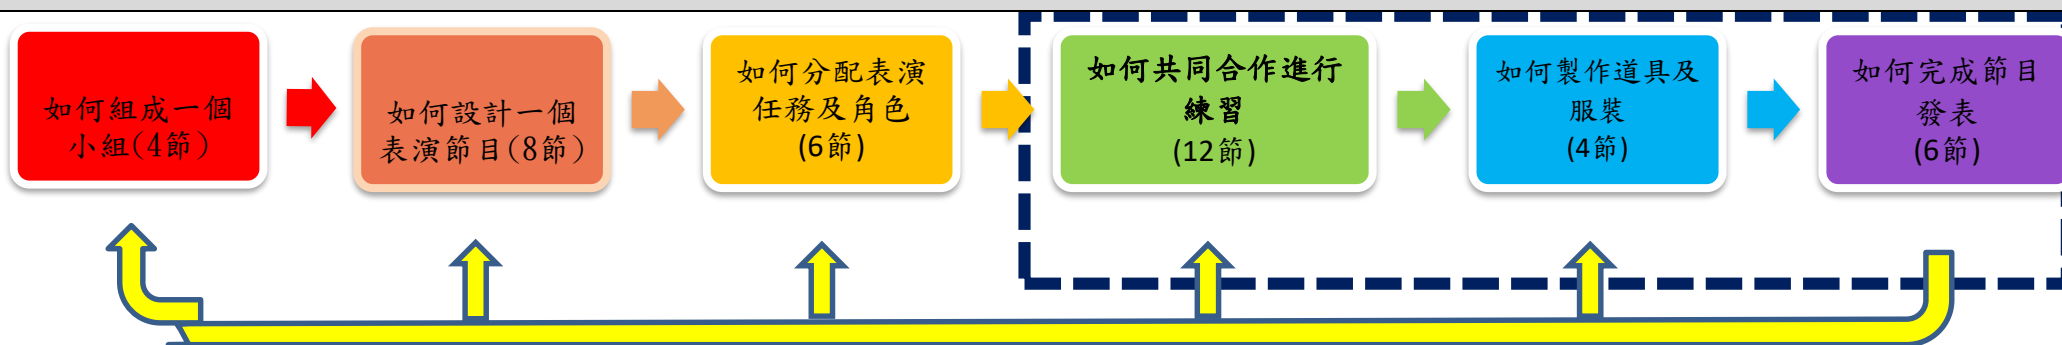 如何組成一個
小組(4節)
如何設計一個
表演節目(8節)
如何分配表演
任務及角色
(6節)
如何共同合作進行
練習
(12節)
如何製作道具及
服裝
(4節)
如何完成節目
發表
(6節)